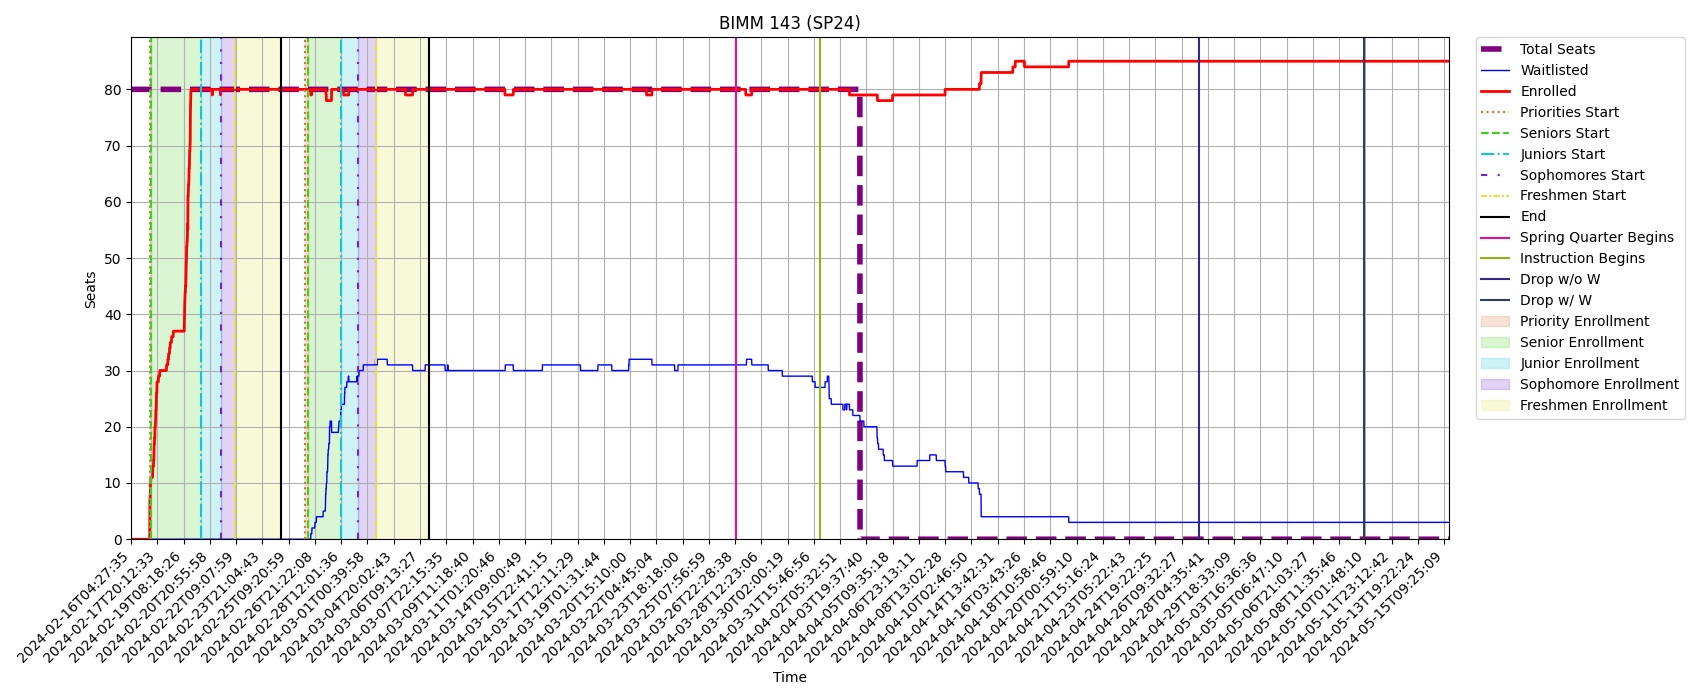 BIMM 143 (SP24)
Seats
80
70
60
50
40
30
20
10
0
2024-02-16T04:27:35
2024-02-17T20:12:33
2024-02-19T08:18:26
2024-02-20T20:55:58
2024-02-22T09:07:59
2024-02-23T21:04:43
2024-02-25T09:20:59
2024-02-26T21:22:08
2024-02-28T12:01:36
2024-03-01T00:39:58
2024-03-04T02:02:43
2024-03-06T09:13:27
2024-03-07T22:15:35
2024-03-11T01:18:40
2024-03-12T11:20:46
2024-03-14T09:00:49
2024-03-15T22:41:15
2024-03-17T12:11:29
2024-03-19T01:31:44
2024-03-20T15:10:00
2024-03-22T04:45:04
2024-03-23T18:18:00
2024-03-25T07:56:59
2024-03-26T22:28:38
2024-03-28T12:23:06
2024-03-30T02:00:19
2024-03-31T15:46:56
2024-04-02T05:32:51
2024-04-03T19:37:40
2024-04-05T09:35:18
2024-04-06T23:13:11
2024-04-08T13:02:28
2024-04-10T02:46:50
2024-04-14T13:42:31
2024-04-16T03:43:26
2024-04-18T10:58:46
2024-04-20T00:59:16
2024-04-21T15:16:24
2024-04-23T05:22:43
2024-04-24T19:22:25
2024-04-26T09:32:27
2024-04-28T04:35:41
2024-04-29T18:33:09
2024-05-03T16:36:36
2024-05-05T06:47:10
2024-05-06T21:03:27
2024-05-08T11:35:46
2024-05-10T01:48:10
2024-05-11T23:12:42
2024-05-13T19:22:24
2024-05-15T09:25:09
Time
Total Seats
Waitlisted
Enrolled
Priorities Start
Seniors Start
Juniors Start
Sophomores Start
Freshmen Start
End
Spring Quarter Begins
Instruction Begins
Drop w/o W
Drop w/ W
Priority Enrollment
Senior Enrollment
Junior Enrollment
Sophomore Enrollment
Freshmen Enrollment